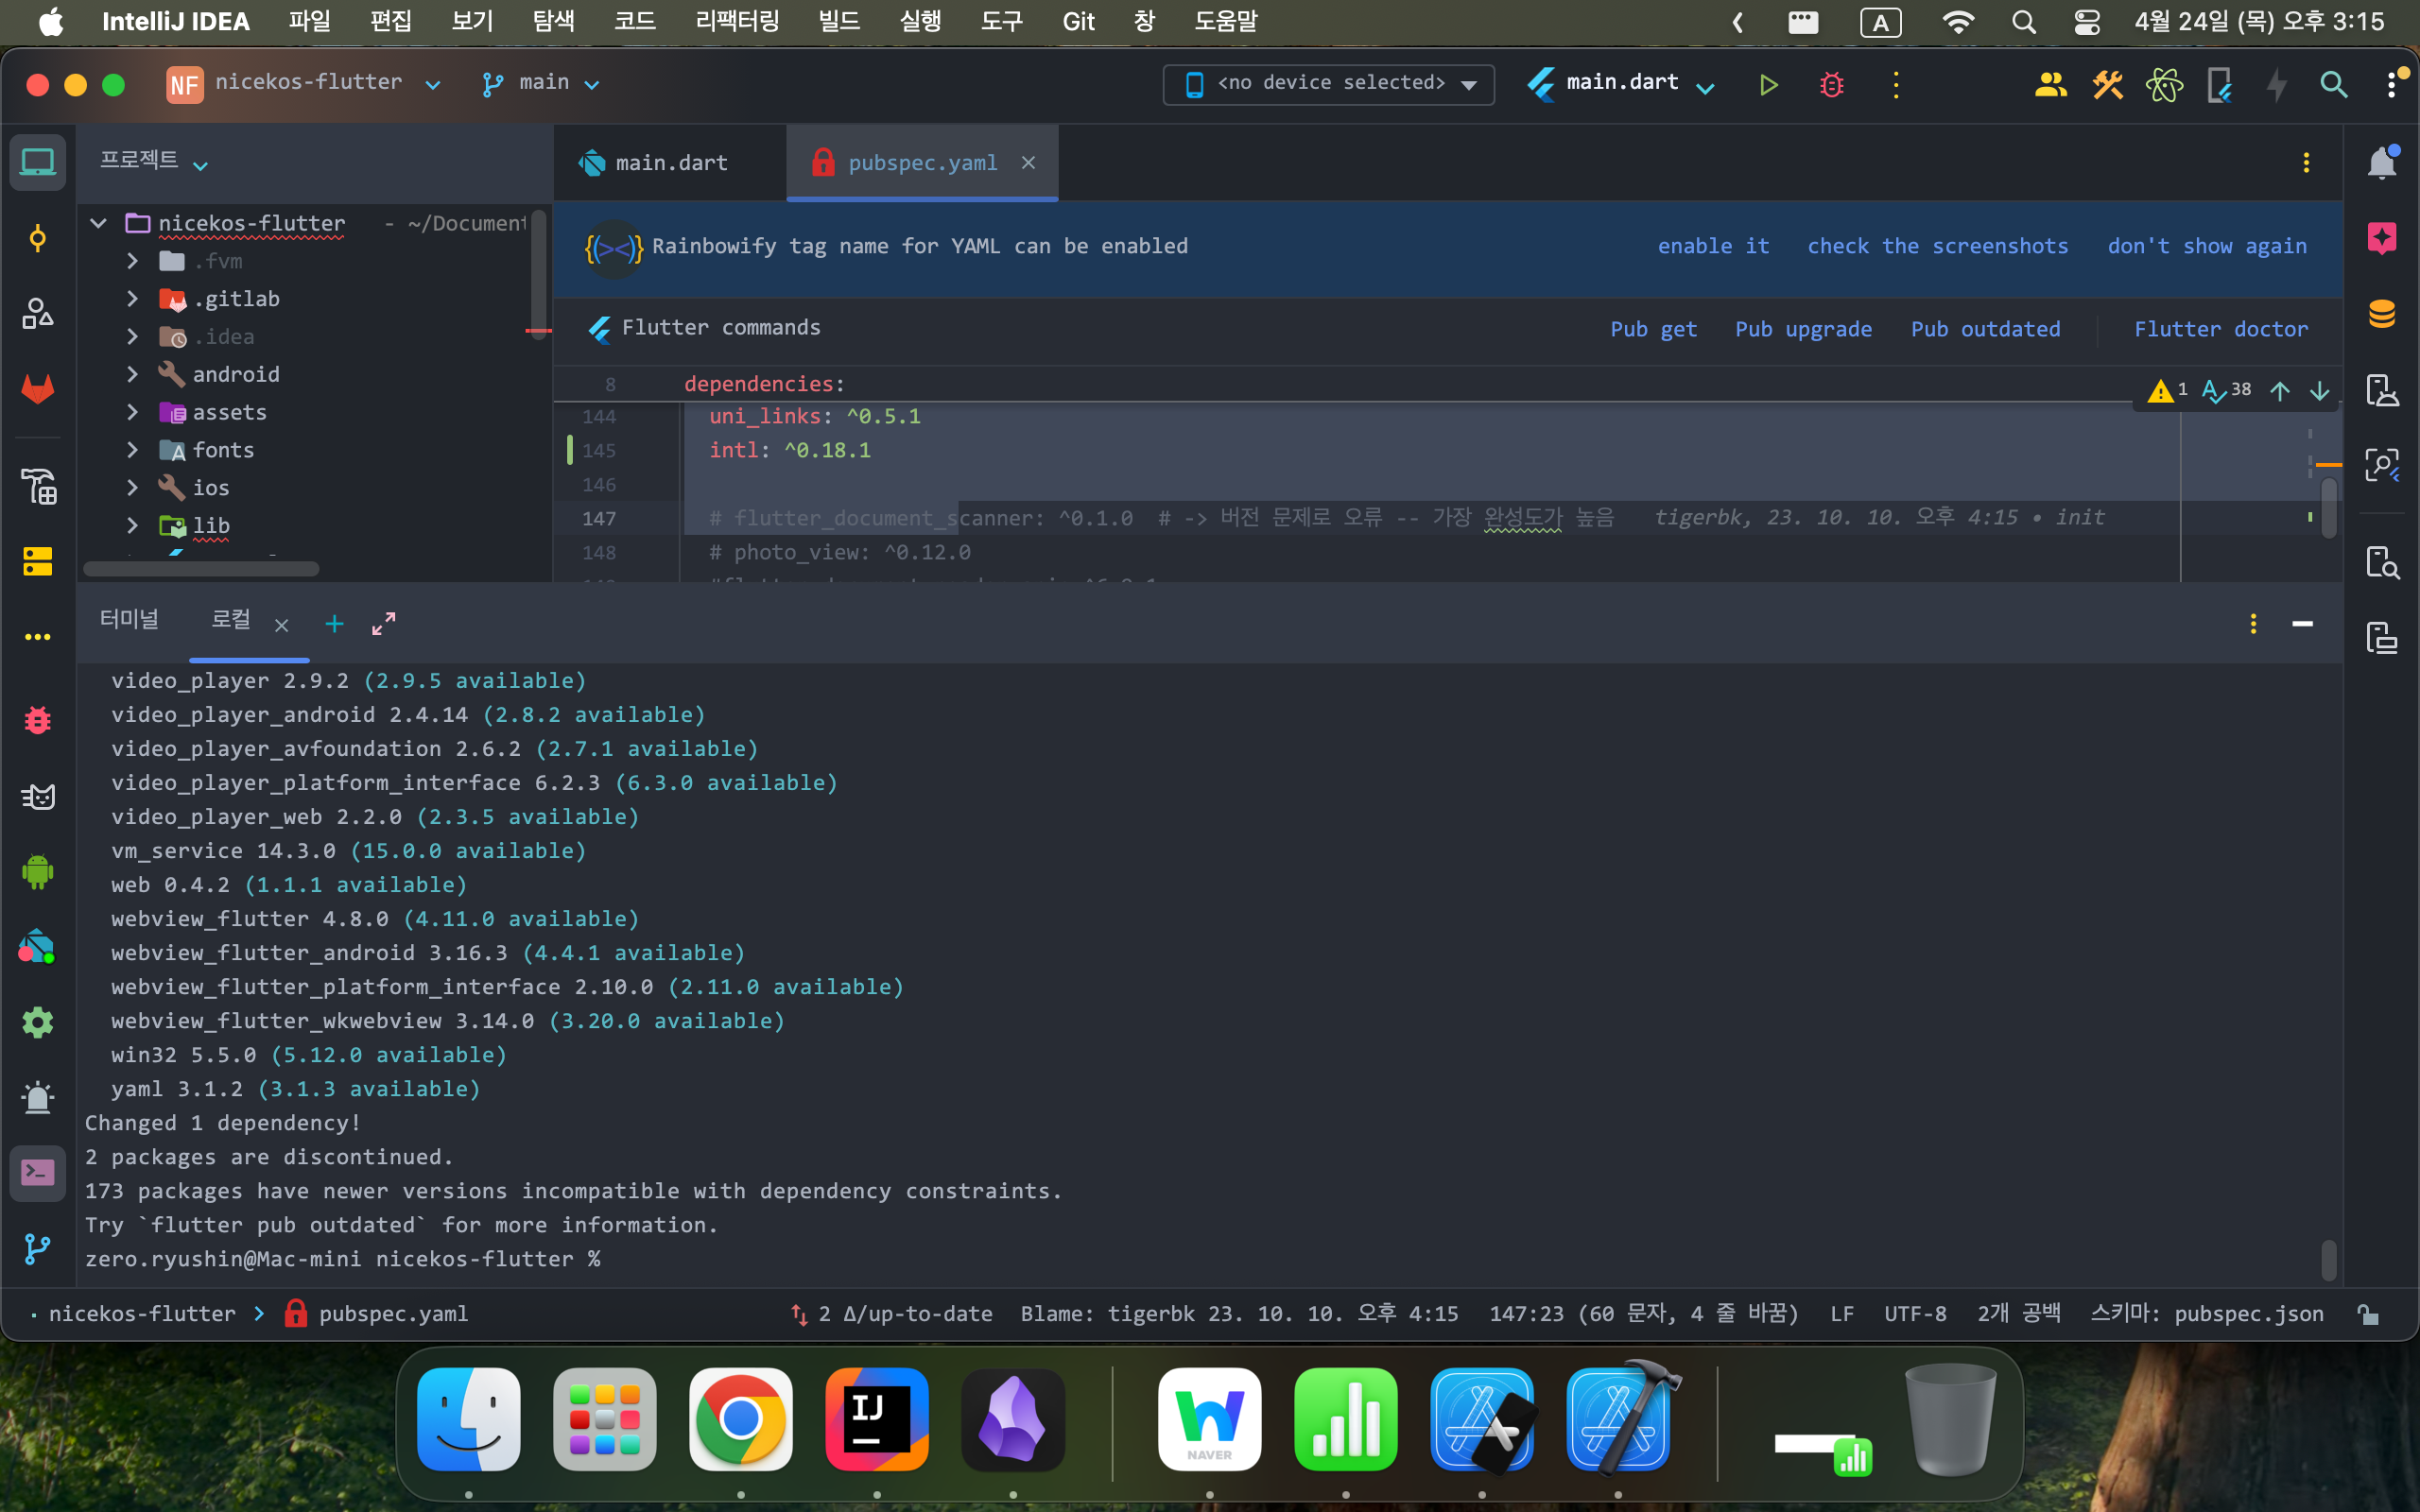 IntelliJ IDEA 파일 편집 보기 탐색 코드 리팩터링 빌드 실행 도구 Git 창 도움말 A 4월 24일 (목) 오후 3:15
NF nicekos-flutter main <no device selected> main.dart
프로젝트 main.dart pubspec.yaml
nicekos-flutter - ~/Document
.fvm
.gitlab
.idea
android
assets
fonts
ios
lib
{(><)} Rainbowify tag name for YAML can be enabled enable it check the screenshots don't show again
Flutter commands Pub get Pub upgrade Pub outdated Flutter doctor
8 dependencies: 1 38
144 uni_links: ^0.5.1
145 intl: ^0.18.1
146
147 # flutter_document_scanner: ^0.1.0 # -> 버전 문제로 오류 -- 가장 완성도가 높음 tigerbk, 23. 10. 10. 오후 4:15 • init
148 # photo_view: ^0.12.0
터미널 로컬
video_player 2.9.2 (2.9.5 available)
video_player_android 2.4.14 (2.8.2 available)
video_player_avfoundation 2.6.2 (2.7.1 available)
video_player_platform_interface 6.2.3 (6.3.0 available)
video_player_web 2.2.0 (2.3.5 available)
vm_service 14.3.0 (15.0.0 available)
web 0.4.2 (1.1.1 available)
webview_flutter 4.8.0 (4.11.0 available)
webview_flutter_android 3.16.3 (4.4.1 available)
webview_flutter_platform_interface 2.10.0 (2.11.0 available)
webview_flutter_wkwebview 3.14.0 (3.20.0 available)
win32 5.5.0 (5.12.0 available)
yaml 3.1.2 (3.1.3 available)
Changed 1 dependency!
2 packages are discontinued.
173 packages have newer versions incompatible with dependency constraints.
Try `flutter pub outdated` for more information.
zero.ryushin@Mac-mini nicekos-flutter %
nicekos-flutter > pubspec.yaml 2 Δ/up-to-date Blame: tigerbk 23. 10. 10. 오후 4:15 147:23 (60 문자, 4 줄 바꿈) LF UTF-8 2개 공백 스키마: pubspec.json
IJ
NAVER